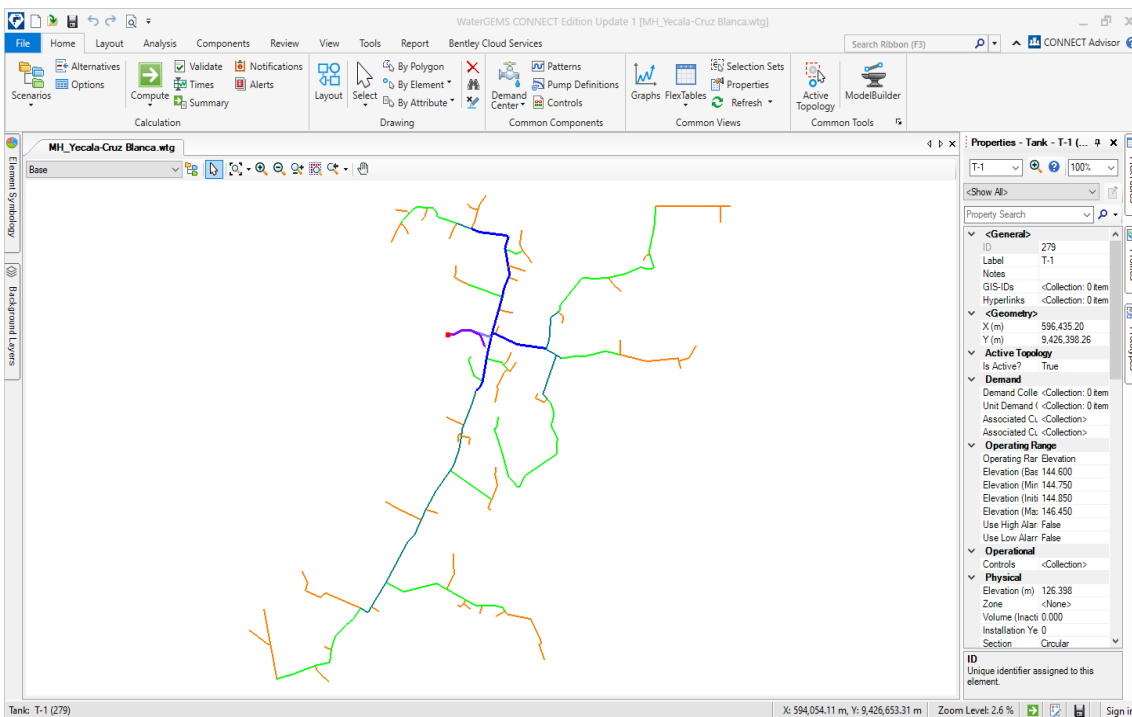 WaterGEMS CONNECT Edition Update 1 [MH_Yecala-Cruz Blanca.wtg]
File Home Layout Analysis Components Review View Tools Report Bentley Cloud Services Search Ribbon (F3) CONNECT Advisor
Alternatives Validate Notifications By Polygon Patterns Selection Sets
Options Times Alerts By Element Pump Definitions Properties
Scenarios Compute Summary Layout Select By Attribute Demand Center Controls Graphs FlexTables Refresh Active Topology ModelBuilder
Calculation Drawing Common Components Common Views Common Tools
MH_Yecala-Cruz Blanca.wtg
Base
Element Symbology
Background Layers
Properties - Tank - T-1 (...
T-1 100%
<Show All>
Property Search
<General>
ID 279
Label T-1
Notes
GIS-IDs <Collection: 0 item
Hyperlinks <Collection: 0 item
<Geometry>
X (m) 596,435.20
Y (m) 9,426,398.26
Active Topology
Is Active? True
Demand
Demand Colle <Collection: 0 item
Unit Demand ( <Collection: 0 item
Associated Cu <Collection>
Associated Cu <Collection>
Operating Range
Operating Rar Elevation
Elevation (Bas 144.600
Elevation (Min 144.750
Elevation (Initi 144.850
Elevation (Ma: 146.450
Use High Alar False
Use Low Alarr False
Operational
Controls <Collection>
Physical
Elevation (m) 126.398
Zone <None>
Volume (Inacti 0.000
Installation Ye 0
Section Circular
ID
Unique identifier assigned to this
element.
Tank: T-1 (279) X: 594,054.11 m, Y: 9,426,653.31 m Zoom Level: 2.6 % Sign in